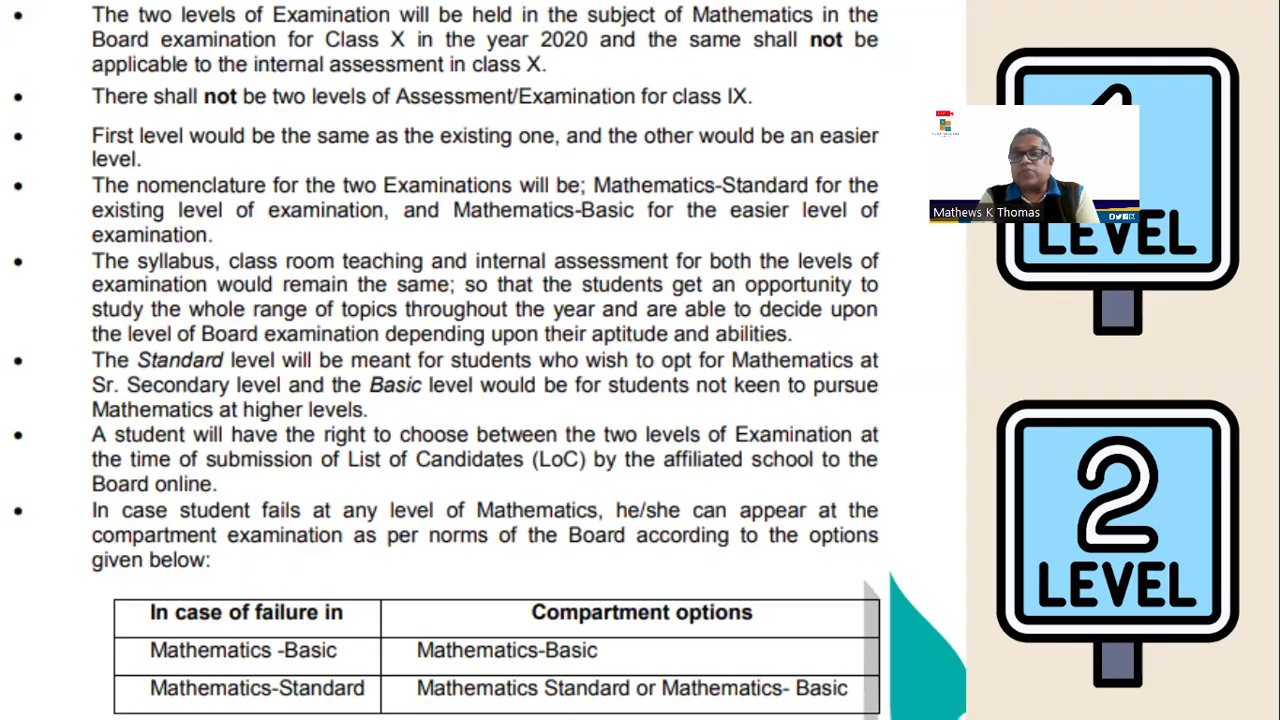 • The two levels of Examination will be held in the subject of Mathematics in the
Board examination for Class X in the year 2020 and the same shall not be
applicable to the internal assessment in class X.
• There shall not be two levels of Assessment/Examination for class IX.
• First level would be the same as the existing one, and the other would be an easier
level.
• The nomenclature for the two Examinations will be; Mathematics-Standard for the
existing level of examination, and Mathematics-Basic for the easier level of
examination.
• The syllabus, class room teaching and internal assessment for both the levels of
examination would remain the same; so that the students get an opportunity to
study the whole range of topics throughout the year and are able to decide upon
the level of Board examination depending upon their aptitude and abilities.
• The Standard level will be meant for students who wish to opt for Mathematics at
Sr. Secondary level and the Basic level would be for students not keen to pursue
Mathematics at higher levels.
• A student will have the right to choose between the two levels of Examination at
the time of submission of List of Candidates (LoC) by the affiliated school to the
Board online.
• In case student fails at any level of Mathematics, he/she can appear at the
compartment examination as per norms of the Board according to the options
given below:
In case of failure in Compartment options
Mathematics -Basic Mathematics-Basic
Mathematics-Standard Mathematics Standard or Mathematics- Basic
Mathews K Thomas
LEVEL
2
LEVEL